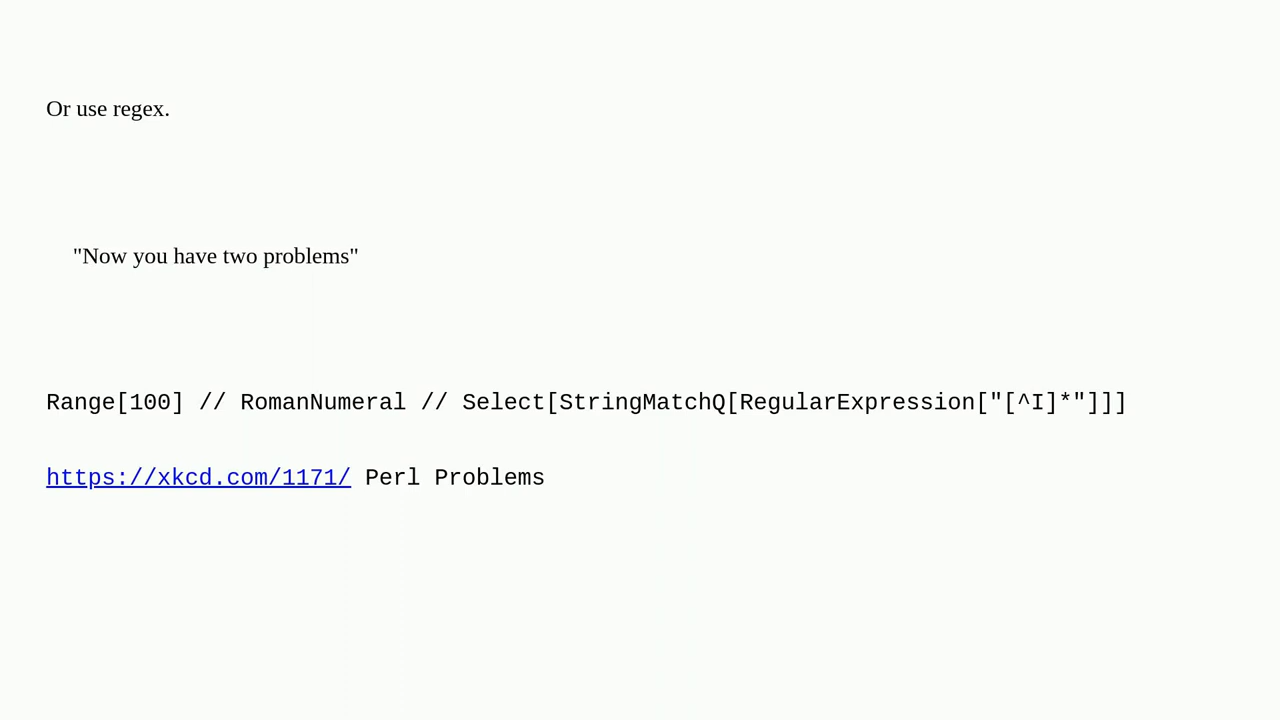 Or use regex.
"Now you have two problems"
Range[100] // RomanNumeral // Select[StringMatchQ[RegularExpression["[^I]*"]]]
https://xkcd.com/1171/ Perl Problems